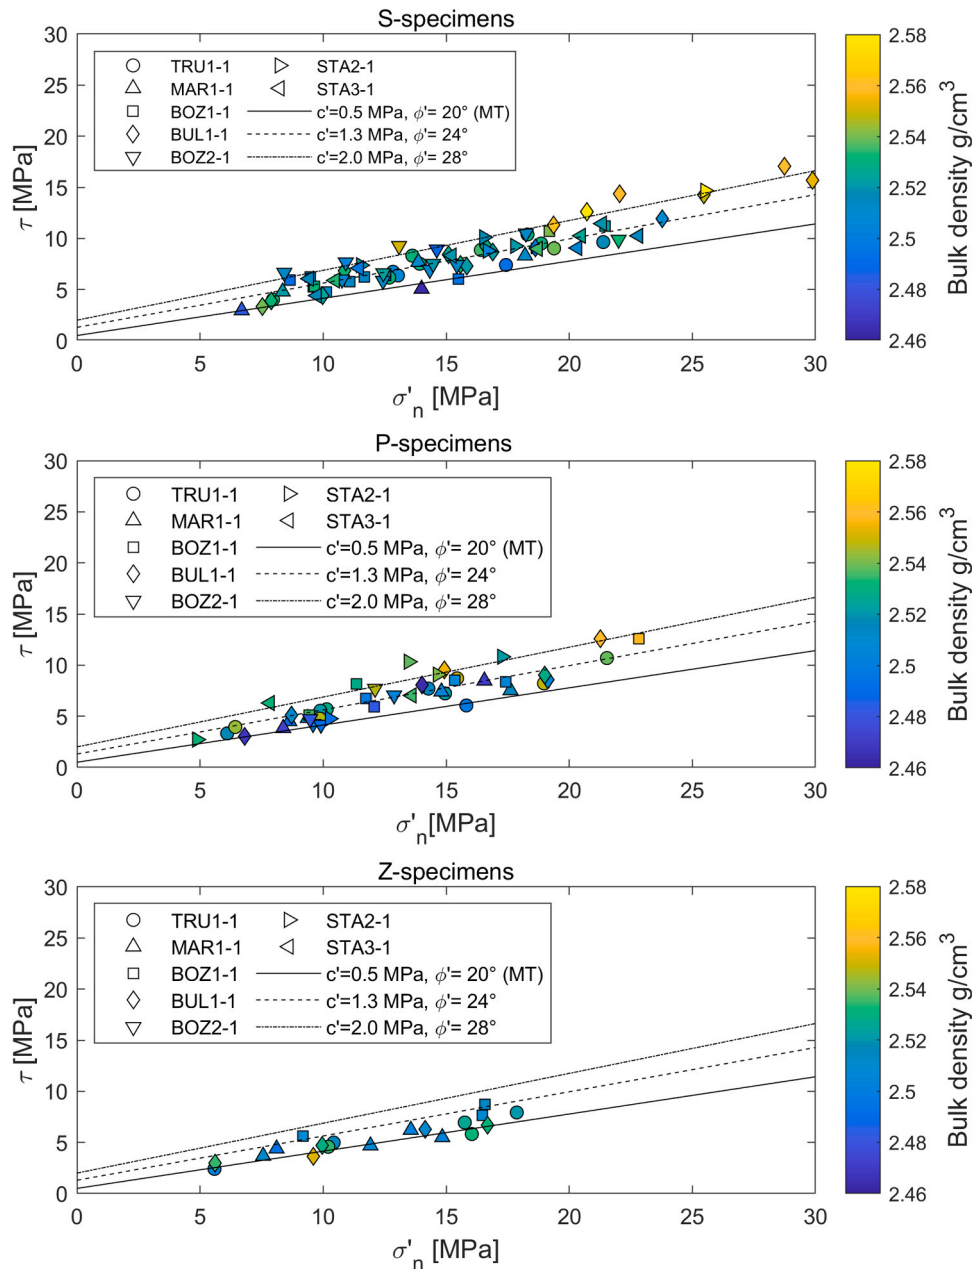 S-specimens
30
25
20
15
10
5
0
τ [MPa]
TRU1-1
MAR1-1
BOZ1-1
BUL1-1
BOZ2-1
STA2-1
STA3-1
c'=0.5 MPa, ϕ'= 20° (MT)
c'=1.3 MPa, ϕ'= 24°
c'=2.0 MPa, ϕ'= 28°
0 5 10 15 20 25 30
σ'n [MPa]
2.58
2.56
2.54
2.52
2.5
2.48
2.46
Bulk density g/cm³
P-specimens
30
25
20
15
10
5
0
τ [MPa]
TRU1-1
MAR1-1
BOZ1-1
BUL1-1
BOZ2-1
STA2-1
STA3-1
c'=0.5 MPa, ϕ'= 20° (MT)
c'=1.3 MPa, ϕ'= 24°
c'=2.0 MPa, ϕ'= 28°
0 5 10 15 20 25 30
σ'n[MPa]
2.58
2.56
2.54
2.52
2.5
2.48
2.46
Bulk density g/cm³
Z-specimens
30
25
20
15
10
5
0
τ [MPa]
TRU1-1
MAR1-1
BOZ1-1
BUL1-1
BOZ2-1
STA2-1
STA3-1
c'=0.5 MPa, ϕ'= 20° (MT)
c'=1.3 MPa, ϕ'= 24°
c'=2.0 MPa, ϕ'= 28°
0 5 10 15 20 25 30
σ'n [MPa]
2.58
2.56
2.54
2.52
2.5
2.48
2.46
Bulk density g/cm³